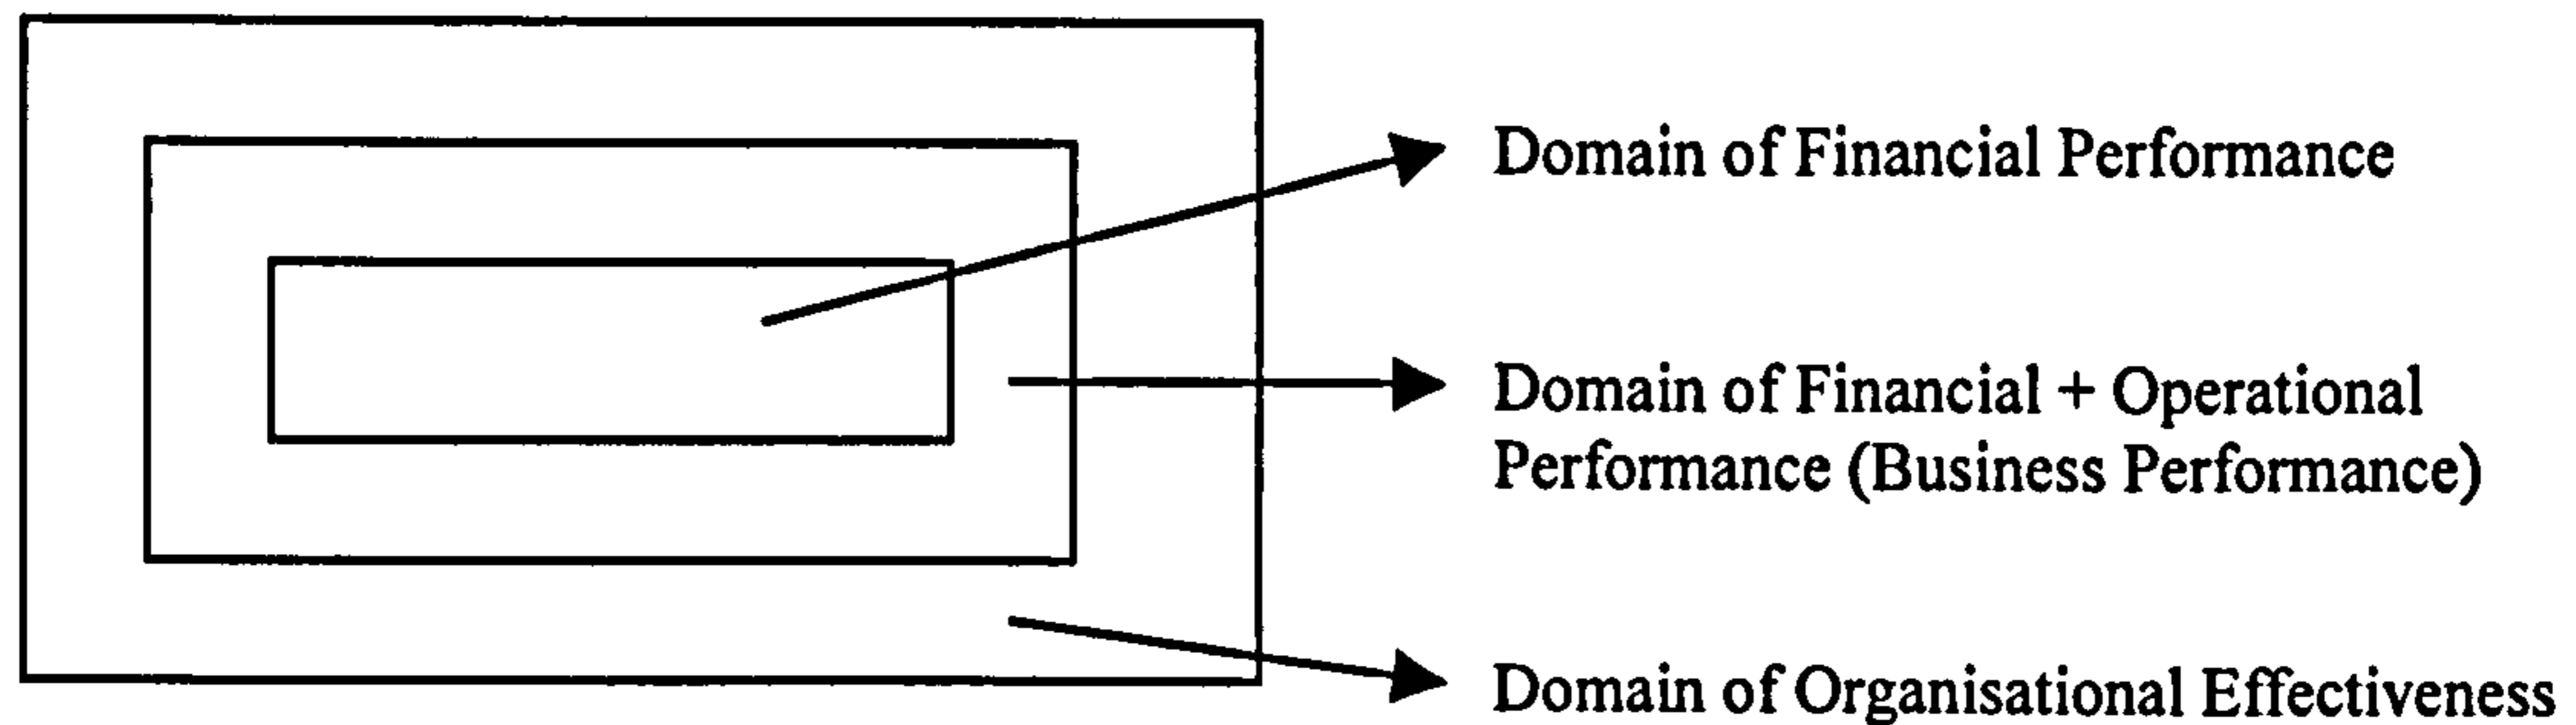 Domain of Financial Performance
Domain of Financial + Operational
Performance (Business Performance)
Domain of Organisational Effectiveness